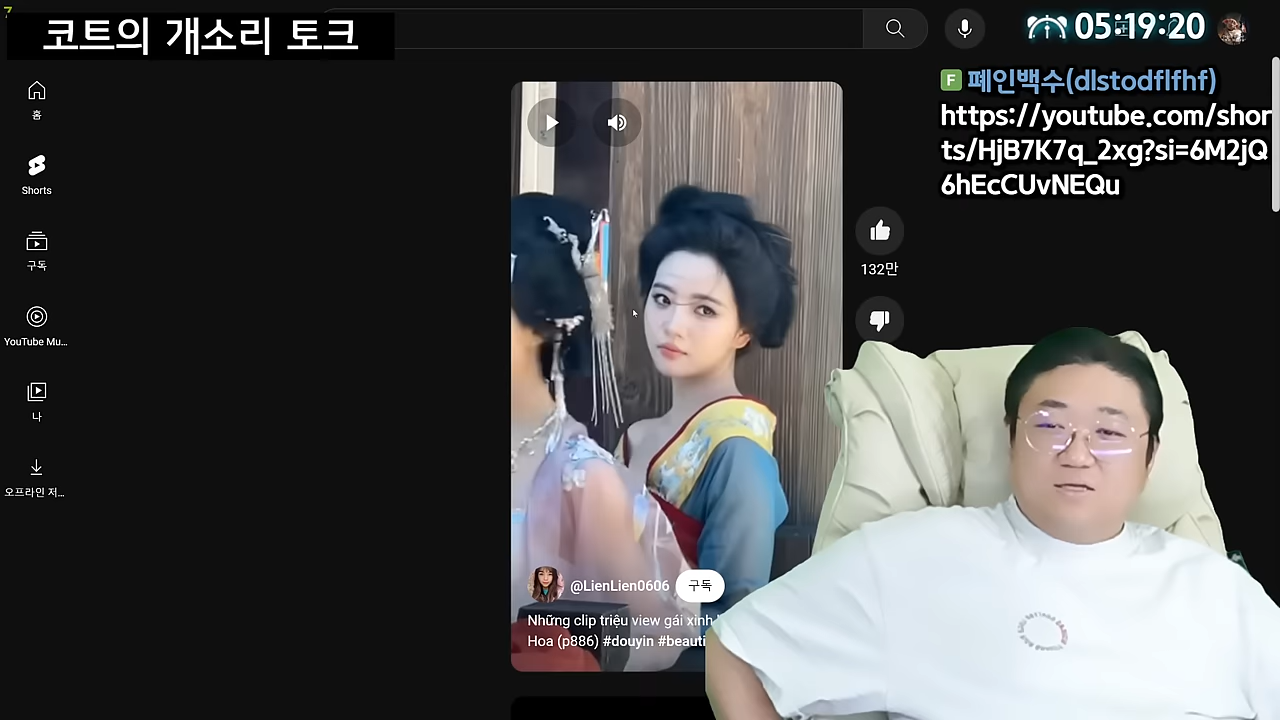 코트의 개소리 토크
05:19:20
F 폐인백수(dlstodflfhf)
https://youtube.com/shor
ts/HjB7K7q_2xg?si=6M2jQ
6hEcCUvNEQu
홈
Shorts
구독
YouTube Mu...
나
오프라인 저...
132만
@LienLien0606 구독
Những clip triệu view gái xinh
Hoa (p886) #douyin #beauti